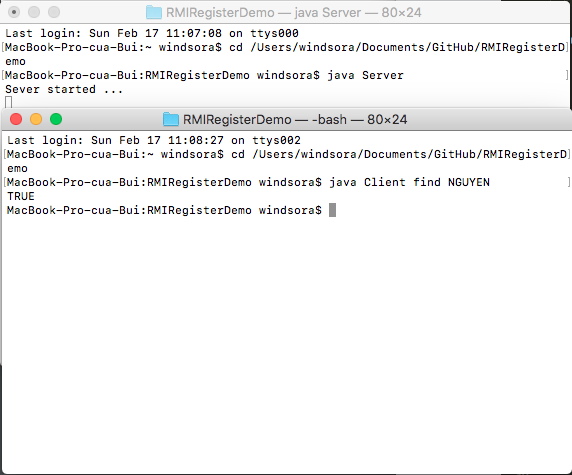 RMIRegisterDemo — java Server — 80×24
Last login: Sun Feb 17 11:07:08 on ttys000
[MacBook-Pro-cua-Bui:~ windsora$ cd /Users/windsora/Documents/GitHub/RMIRegisterD]
emo
[MacBook-Pro-cua-Bui:RMIRegisterDemo windsora$ java Server ]
Sever started ...
RMIRegisterDemo — -bash — 80×24
Last login: Sun Feb 17 11:08:27 on ttys002
[MacBook-Pro-cua-Bui:~ windsora$ cd /Users/windsora/Documents/GitHub/RMIRegisterD]
emo
[MacBook-Pro-cua-Bui:RMIRegisterDemo windsora$ java Client find NGUYEN ]
TRUE
MacBook-Pro-cua-Bui:RMIRegisterDemo windsora$